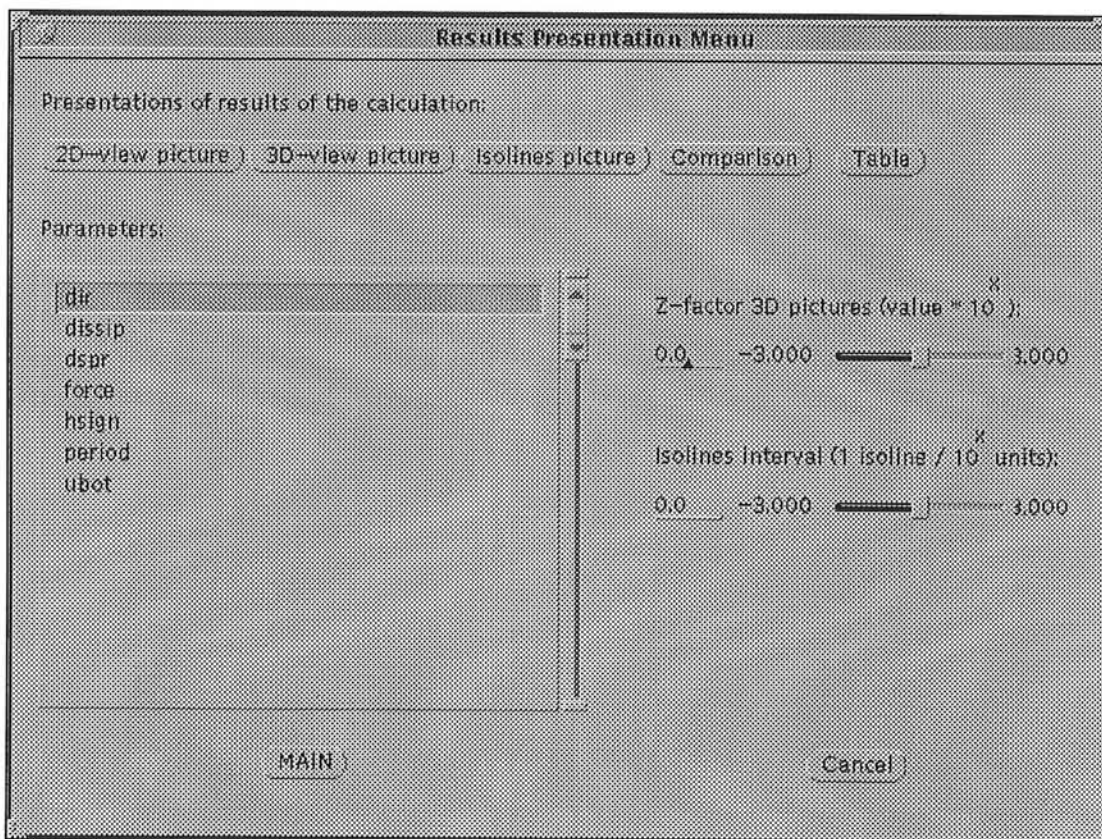 Results Presentation Menu
Presentations of results of the calculation:
2D-view picture 3D-view picture Isolines picture Comparison Table
Parameters:
dir
dissip
dspr
force
hsign
period
ubot
Z-factor 3D pictures (value * 10^x):
0.0 -3.000 3.000
Isolines interval (1 isoline / 10^x units):
0.0 -3.000 3.000
MAIN
Cancel